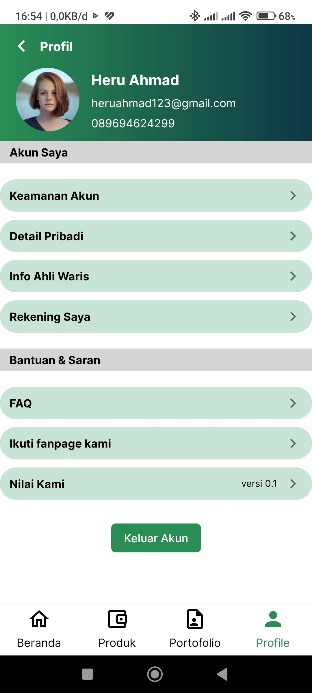 16:54 | 0,0KB/d
68%
Profil
Heru Ahmad
heruahmad123@gmail.com
089694624299
Akun Saya
Keamanan Akun
Detail Pribadi
Info Ahli Waris
Rekening Saya
Bantuan & Saran
FAQ
Ikuti fanpage kami
Nilai Kami versi 0.1
Keluar Akun
Beranda Produk Portofolio Profile